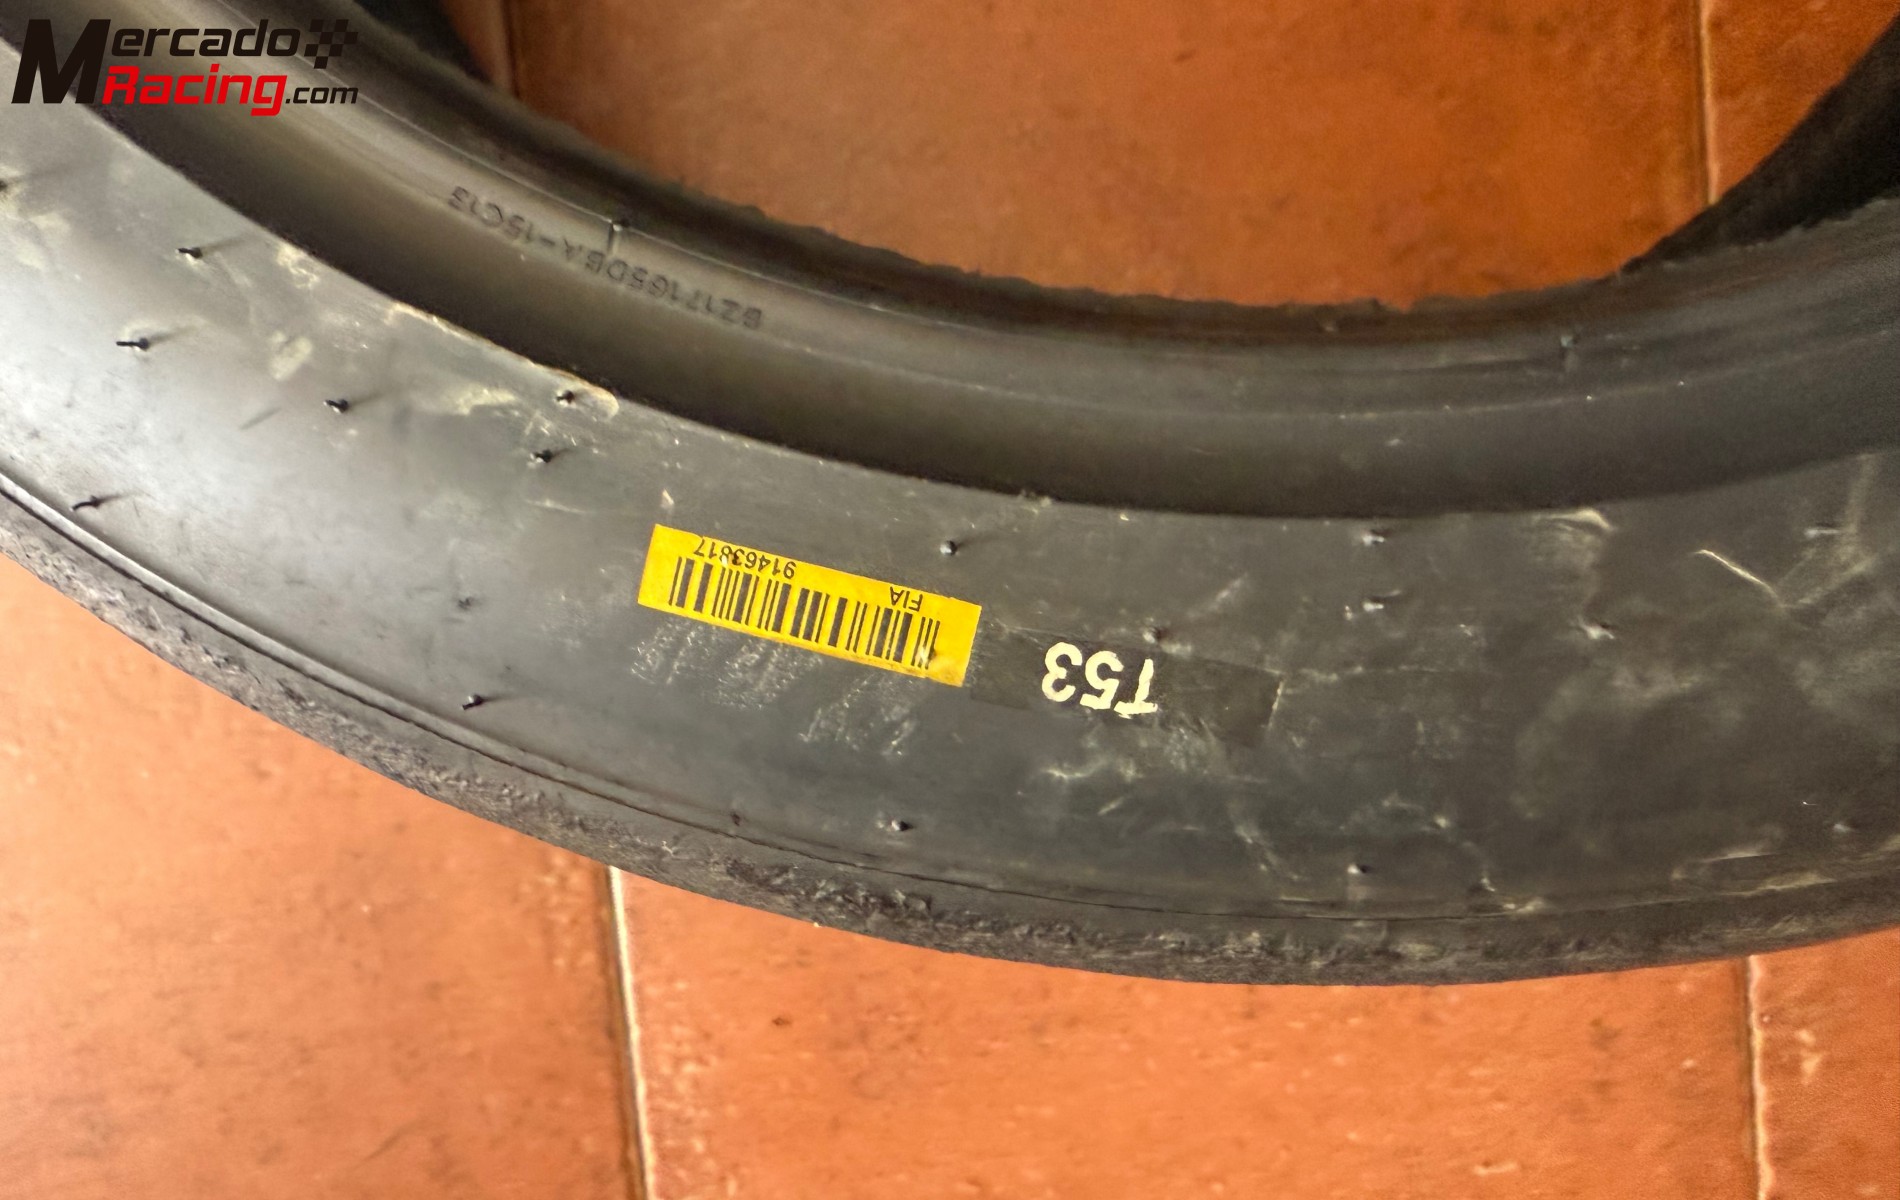 Mercado
Racing.com
FIA 91463817
T53